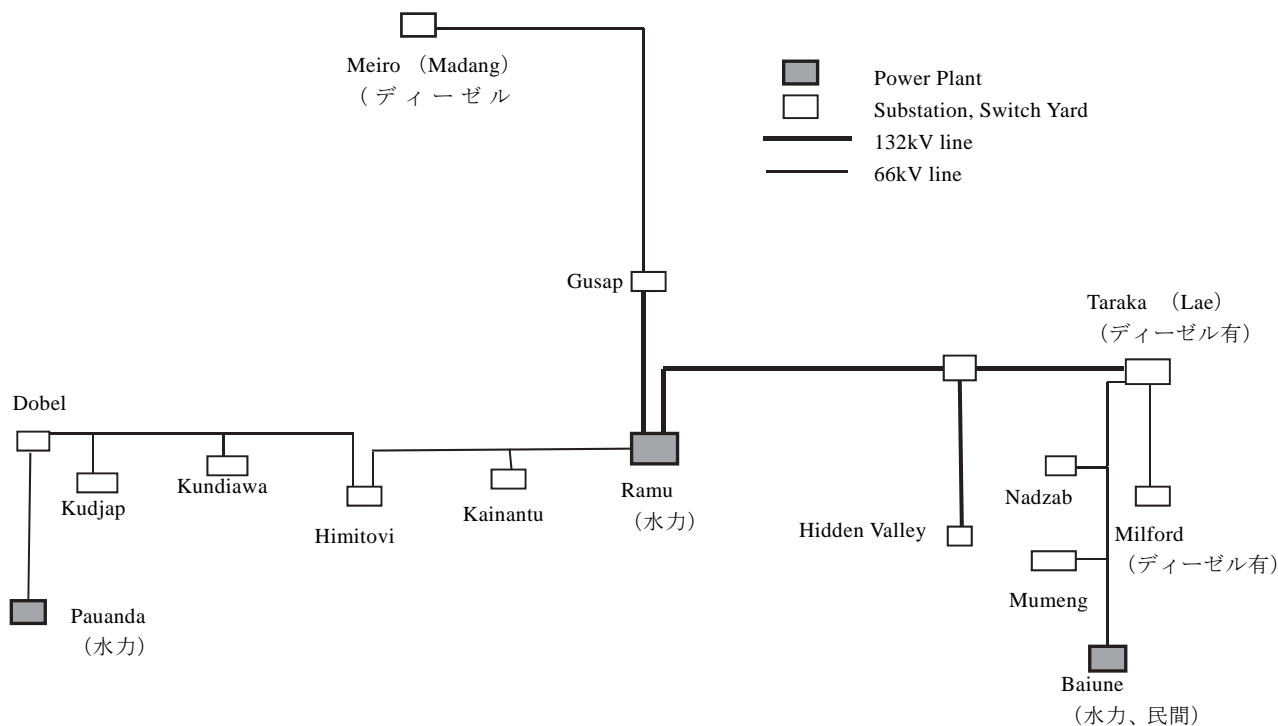 Meiro （Madang）
（ディーゼル
Power Plant
Substation, Switch Yard
132kV line
66kV line
Gusap
Taraka （Lae）
（ディーゼル有）
Dobel
Kudjap
Kundiawa
Himitovi
Kainantu
Ramu
（水力）
Hidden Valley
Nadzab
Milford
（ディーゼル有）
Mumeng
Pauanda
（水力）
Baiune
（水力、民間）